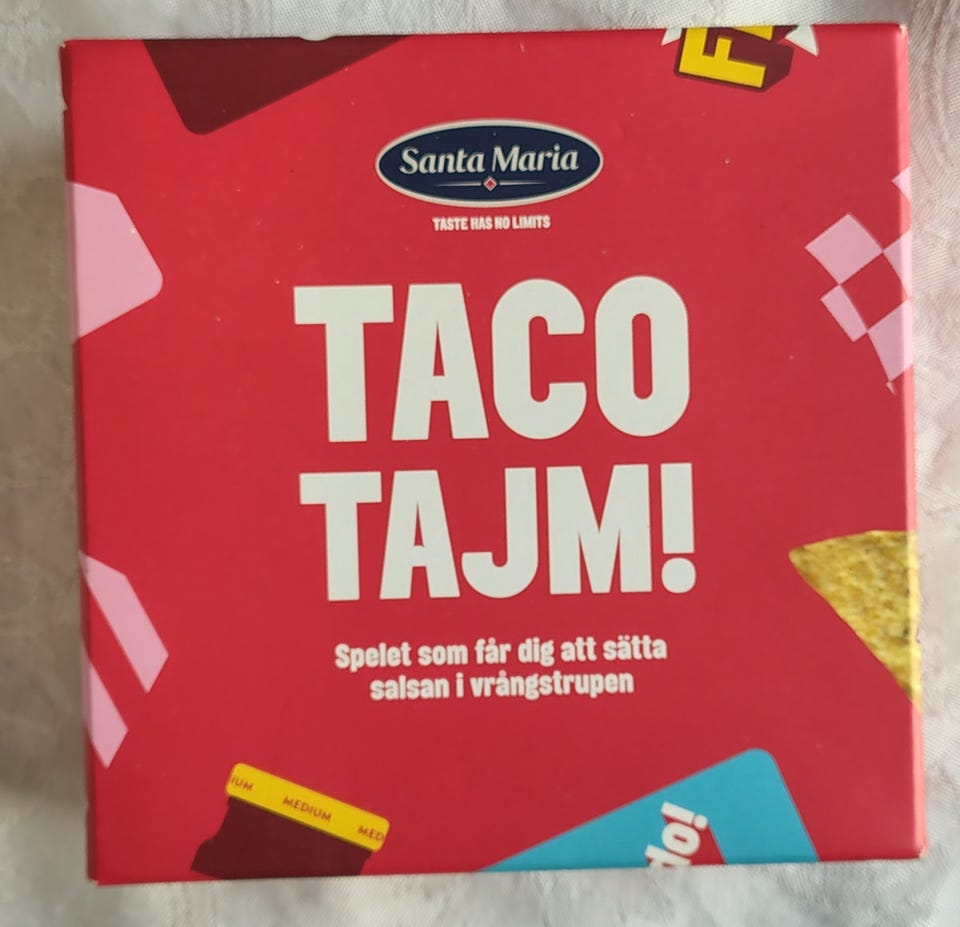 Santa Maria
TASTE HAS NO LIMITS
TACO
TAJM!
Spelet som får dig att sätta
salsan i vrångstrupen
MEDIUM